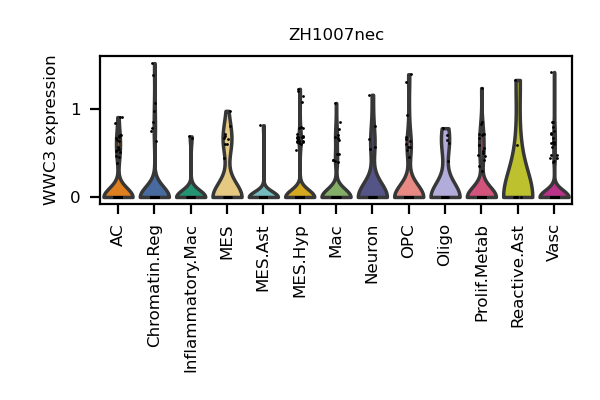 ZH1007nec
WWC3 expression
1
0
AC
Chromatin.Reg
Inflammatory.Mac
MES
MES.Ast
MES.Hyp
Mac
Neuron
OPC
Oligo
Prolif.Metab
Reactive.Ast
Vasc